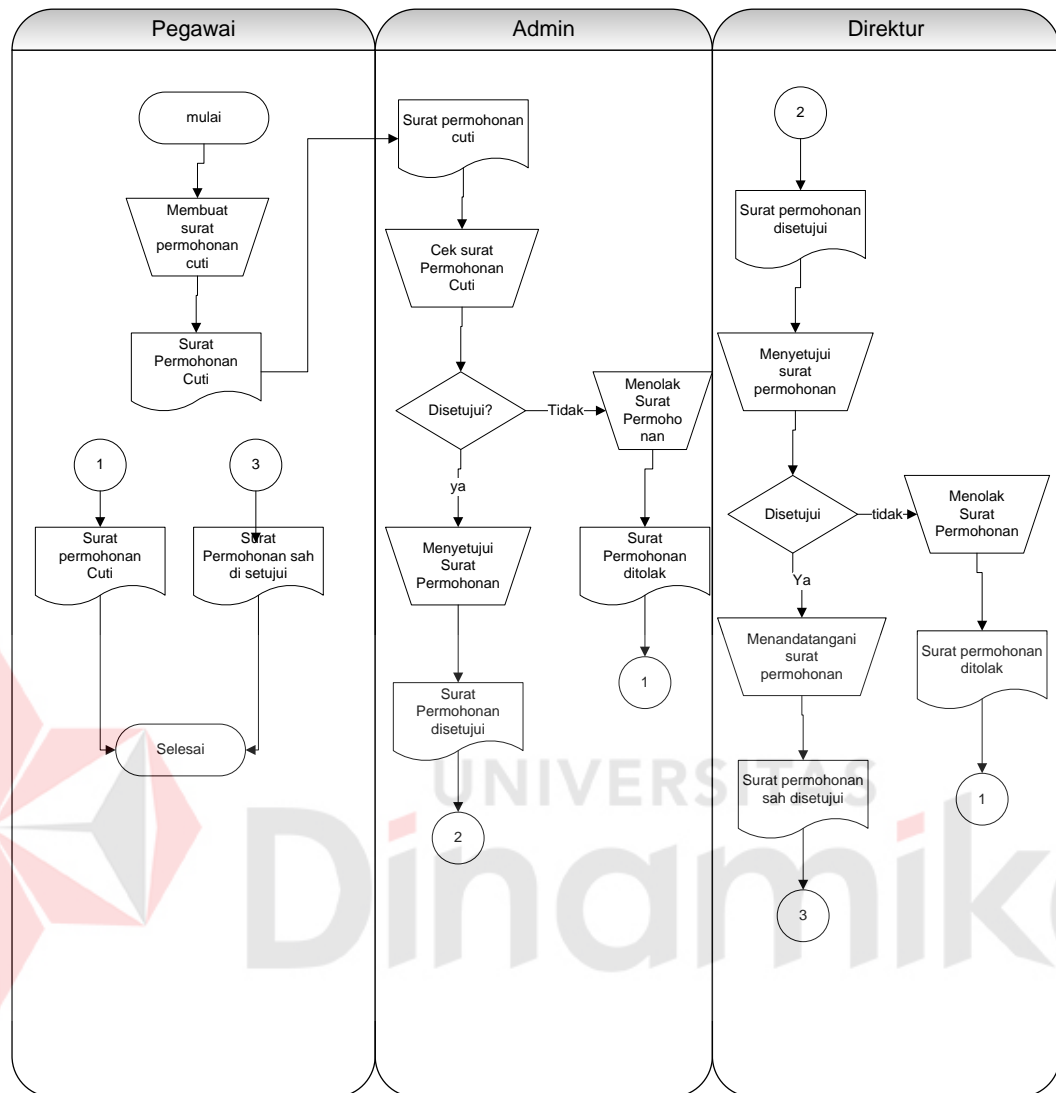 Pegawai
mulai
Membuat
surat
permohonan
cuti
Surat
Permohonan
Cuti
1
3
Surat
permohonan
Cuti
Surat
Permohonan sah
di setujui
Selesai
Admin
Surat permohonan
cuti
Cek surat
Permohonan
Cuti
Disetujui?
Tidak
Menolak
Surat
Permoho
nan
ya
Menyetujui
Surat
Permohonan
Surat
Permohonan
ditolak
1
Surat
Permohonan
disetujui
2
Direktur
2
Surat permohonan
disetujui
Menyetujui
surat
permohonan
Disetujui
tidak
Menolak
Surat
Permohonan
Ya
Menandatangani
surat
permohonan
Surat permohonan
ditolak
Surat permohonan
sah disetujui
1
3
UNIVERSITAS
Dinamika